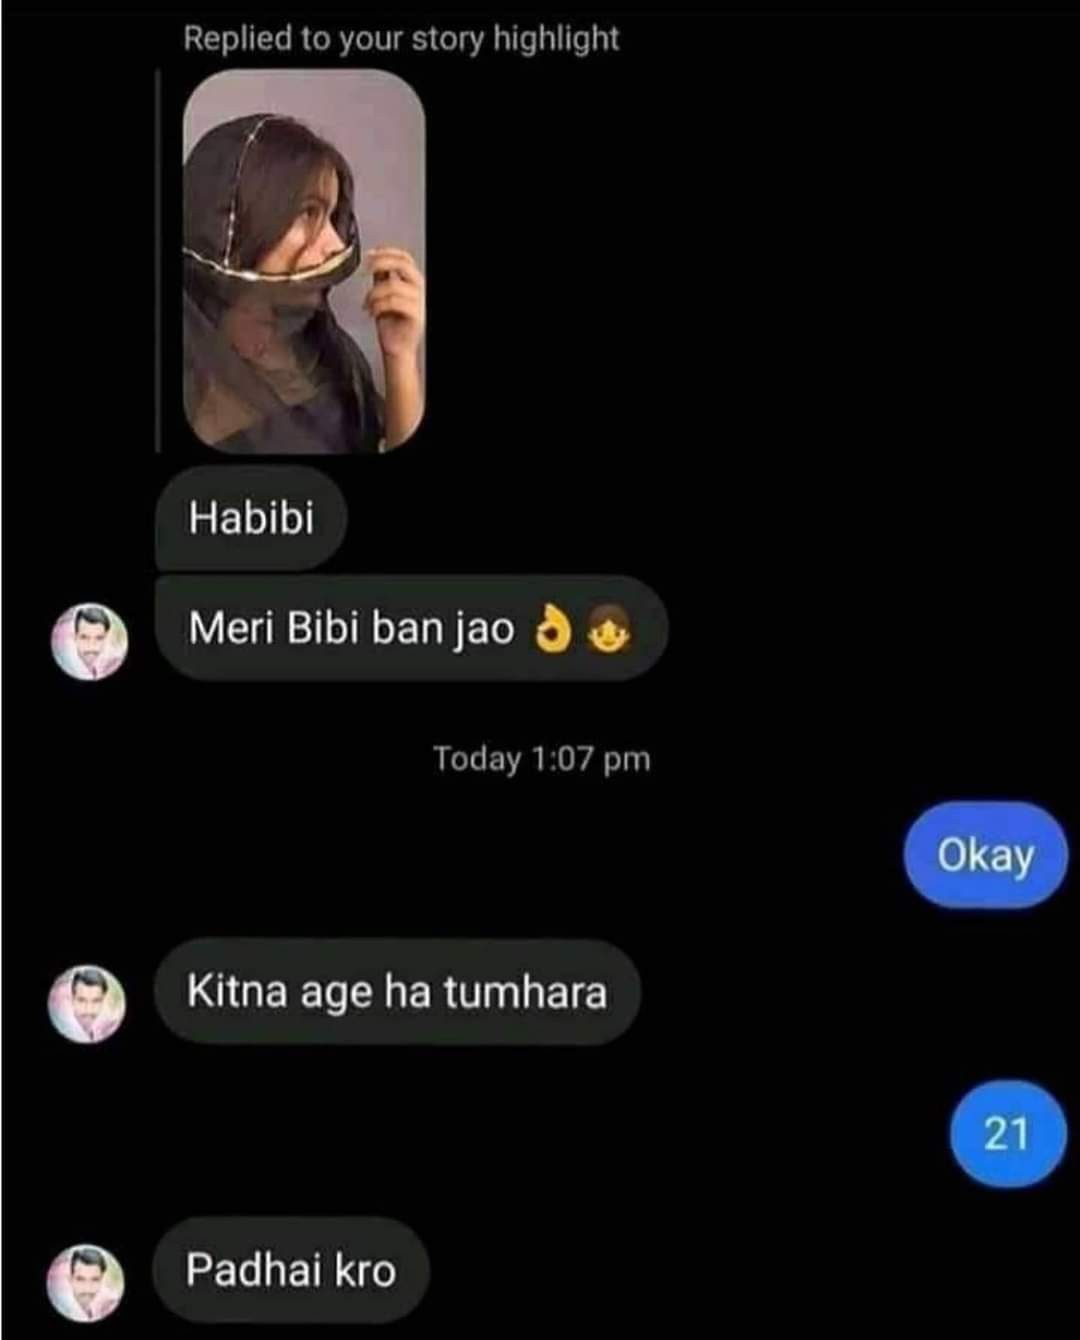 Replied to your story highlight
Habibi
Meri Bibi ban jao 👌👧
Today 1:07 pm
Okay
Kitna age ha tumhara
21
Padhai kro